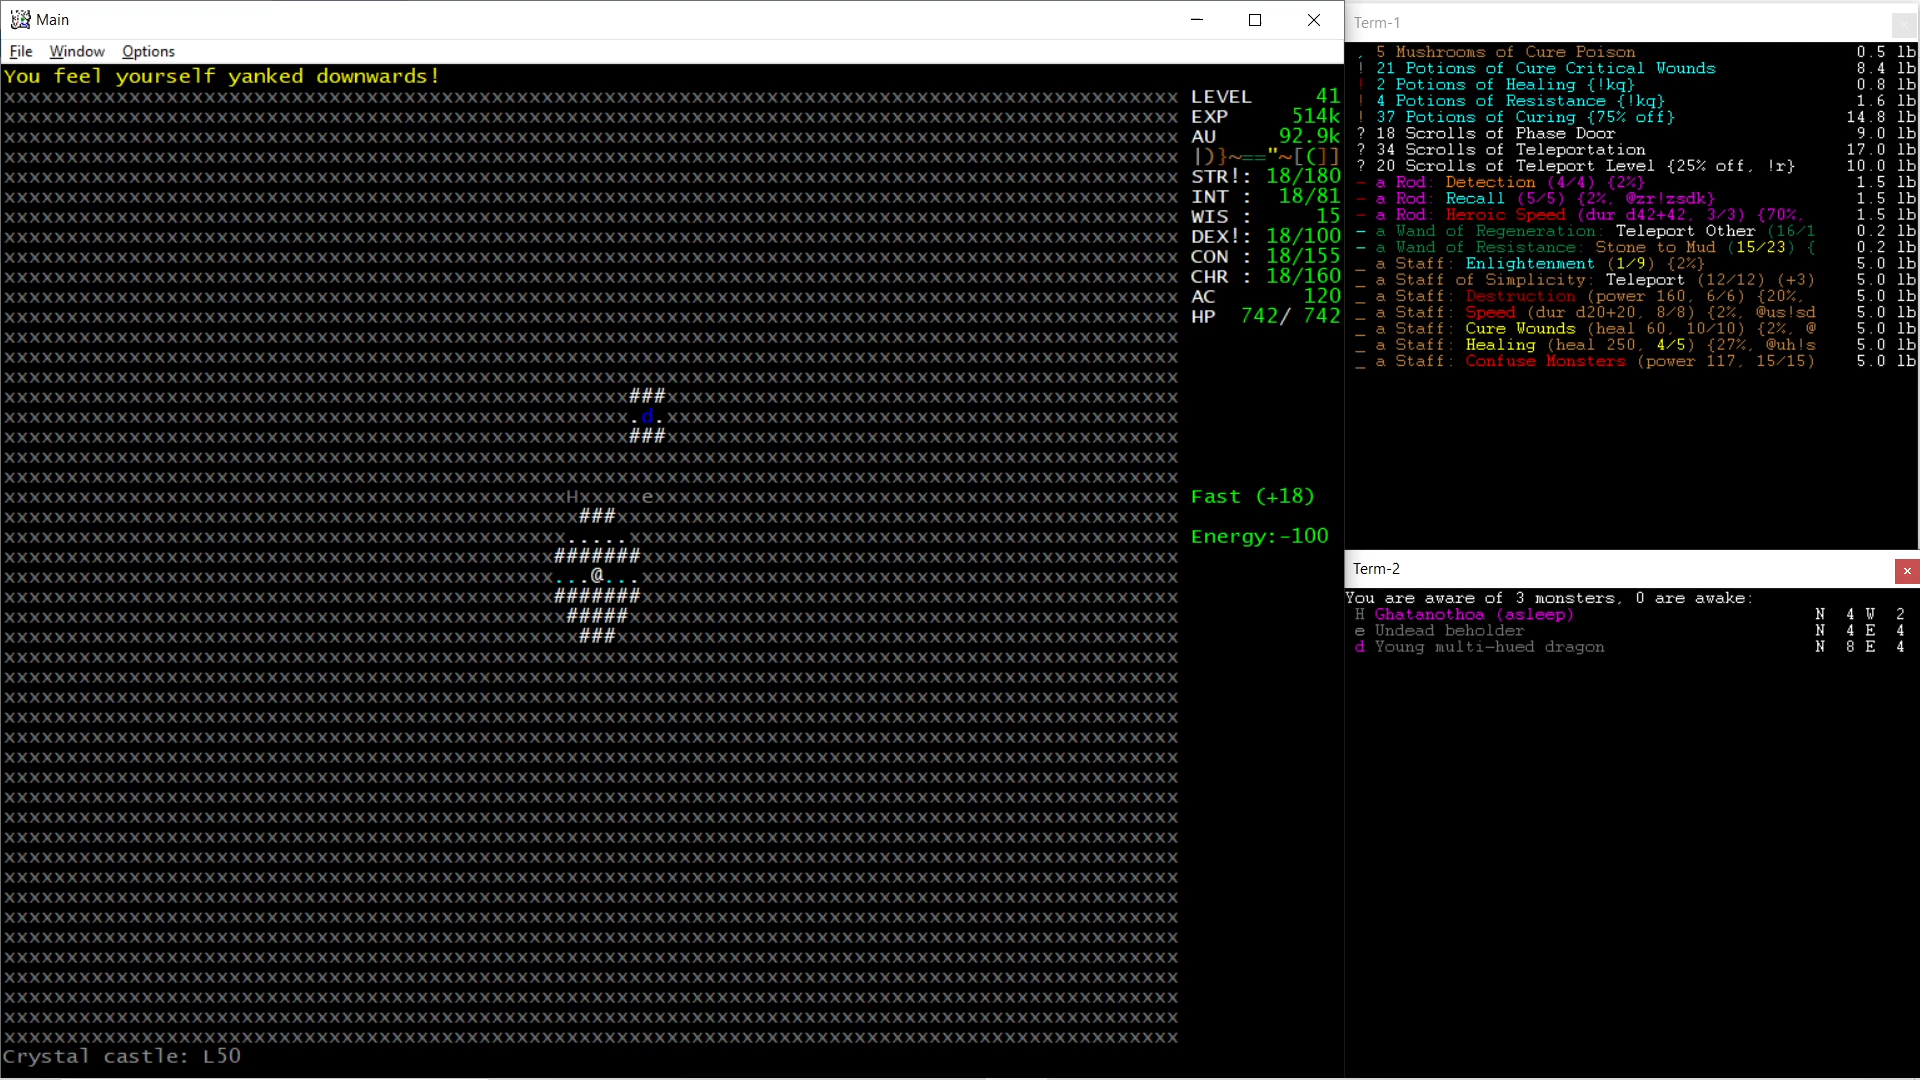 Main
File Window Options
You feel yourself yanked downwards!
###
.d.
###
H
e
###
.....
#######
...@...
#######
#####
###
Crystal castle: L50
LEVEL 41
EXP 514k
AU 92.9k
|)}~=="~[(]]
STR!: 18/180
INT : 18/81
WIS : 15
DEX!: 18/100
CON : 18/155
CHR : 18/160
AC 120
HP 742/ 742
Fast (+18)
Energy:-100
Term-1
, 5 Mushrooms of Cure Poison 0.5 lb
! 21 Potions of Cure Critical Wounds 8.4 lb
! 2 Potions of Healing {!kq} 0.8 lb
! 4 Potions of Resistance {!kq} 1.6 lb
! 37 Potions of Curing {75% off} 14.8 lb
? 18 Scrolls of Phase Door 9.0 lb
? 34 Scrolls of Teleportation 17.0 lb
? 20 Scrolls of Teleport Level {25% off, !r} 10.0 lb
- a Rod: Detection (4/4) {2%} 1.5 lb
- a Rod: Recall (5/5) {2%, @zr!zsdk} 1.5 lb
- a Rod: Heroic Speed (dur d42+42, 3/3) {70%, 1.5 lb
- a Wand of Regeneration: Teleport Other (16/1 0.2 lb
- a Wand of Resistance: Stone to Mud (15/23) { 0.2 lb
_ a Staff: Enlightenment (1/9) {2%} 5.0 lb
_ a Staff of Simplicity: Teleport (12/12) (+3) 5.0 lb
_ a Staff: Destruction (power 160, 6/6) {20%, 5.0 lb
_ a Staff: Speed (dur d20+20, 8/8) {2%, @us!sd 5.0 lb
_ a Staff: Cure Wounds (heal 60, 10/10) {2%, @ 5.0 lb
_ a Staff: Healing (heal 250, 4/5) {27%, @uh!s 5.0 lb
_ a Staff: Confuse Monsters (power 117, 15/15) 5.0 lb
Term-2
You are aware of 3 monsters, 0 are awake:
H Ghatanothoa (asleep) N 4 W 2
e Undead beholder N 4 E 4
d Young multi-hued dragon N 8 E 4